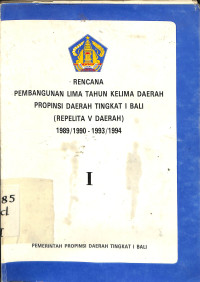 RENCANA
PEMBANGUNAN LIMA TAHUN KELIMA DAERAH
PROPINSI DAERAH TINGKAT I BALI
(REPELITA V DAERAH)
1989/1990 - 1993/1994
I
85
d
I
PEMERINTAH PROPINSI DAERAH TINGKAT I BALI